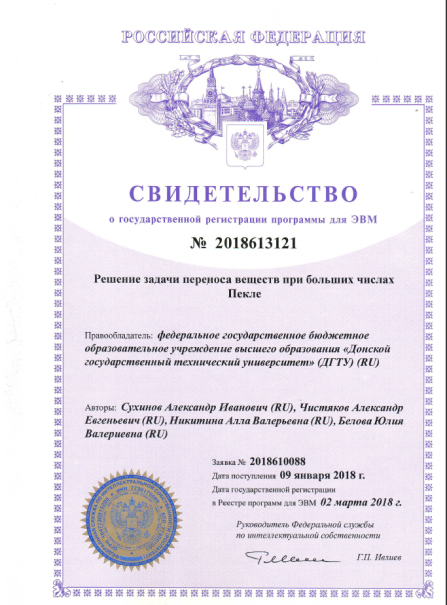 РОССИЙСКАЯ ФЕДЕРАЦИЯ
СВИДЕТЕЛЬСТВО
о государственной регистрации программы для ЭВМ
№ 2018613121
Решение задачи переноса веществ при больших числах
Пекле
Правообладатель: федеральное государственное бюджетное
образовательное учреждение высшего образования «Донской
государственный технический университет» (ДГТУ) (RU)
Авторы: Сухинов Александр Иванович (RU), Чистяков Александр
Евгеньевич (RU), Никитина Алла Валерьевна (RU), Белова Юлия
Валериевна (RU)
Заявка № 2018610088
Дата поступления 09 января 2018 г.
Дата государственной регистрации
в Реестре программ для ЭВМ 02 марта 2018 г.
Руководитель Федеральной службы
по интеллектуальной собственности
Г.П. Ивлиев